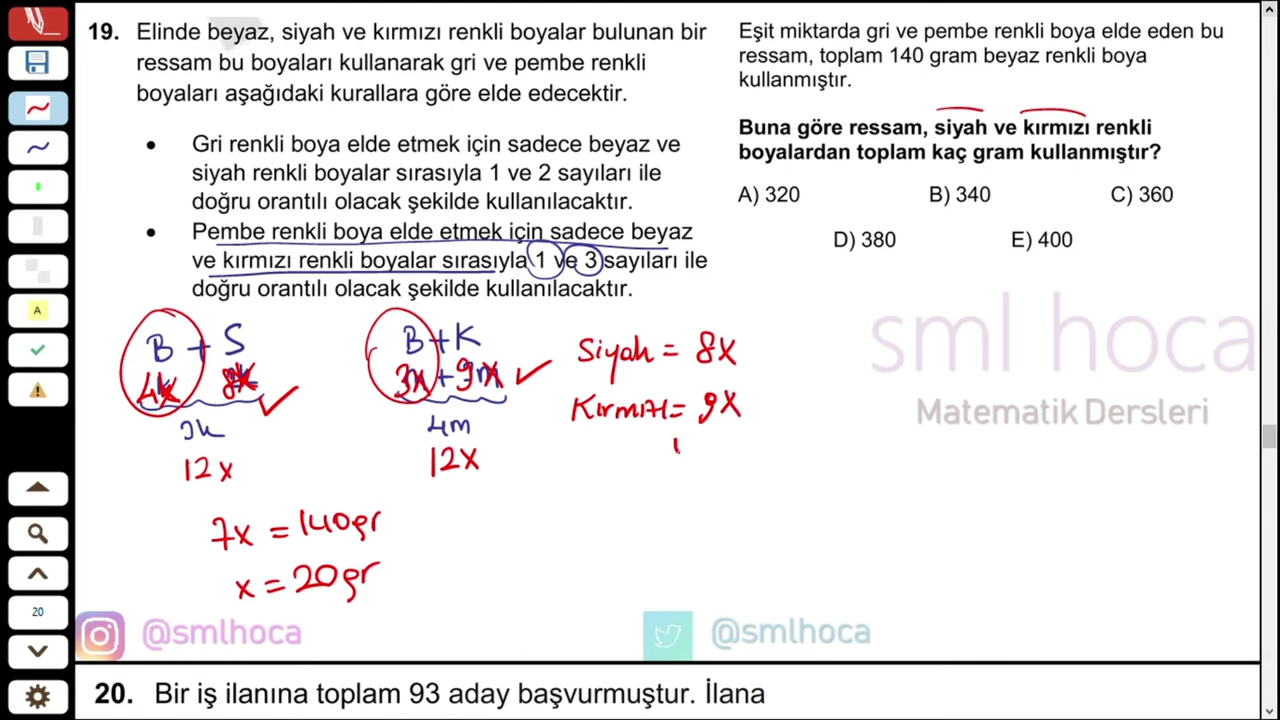 19. Elinde beyaz, siyah ve kırmızı renkli boyalar bulunan bir
ressam bu boyaları kullanarak gri ve pembe renkli
boyaları aşağıdaki kurallara göre elde edecektir.
• Gri renkli boya elde etmek için sadece beyaz ve
siyah renkli boyalar sırasıyla 1 ve 2 sayıları ile
doğru orantılı olacak şekilde kullanılacaktır.
• Pembe renkli boya elde etmek için sadece beyaz
ve kırmızı renkli boyalar sırasıyla 1 ve 3 sayıları ile
doğru orantılı olacak şekilde kullanılacaktır.
Eşit miktarda gri ve pembe renkli boya elde eden bu
ressam, toplam 140 gram beyaz renkli boya
kullanmıştır.
Buna göre ressam, siyah ve kırmızı renkli
boyalardan toplam kaç gram kullanmıştır?
A) 320 B) 340 C) 360
D) 380 E) 400
B + S
4x 8x
3k
12x
B+K
3x + 9x
4m
12x
7x = 140gr
x = 20gr
Siyah = 8x
Kırmızı = 9x
sml hoca
Matematik Dersleri
@smlhoca
@smlhoca
A
20
20. Bir iş ilanına toplam 93 aday başvurmuştur. İlana